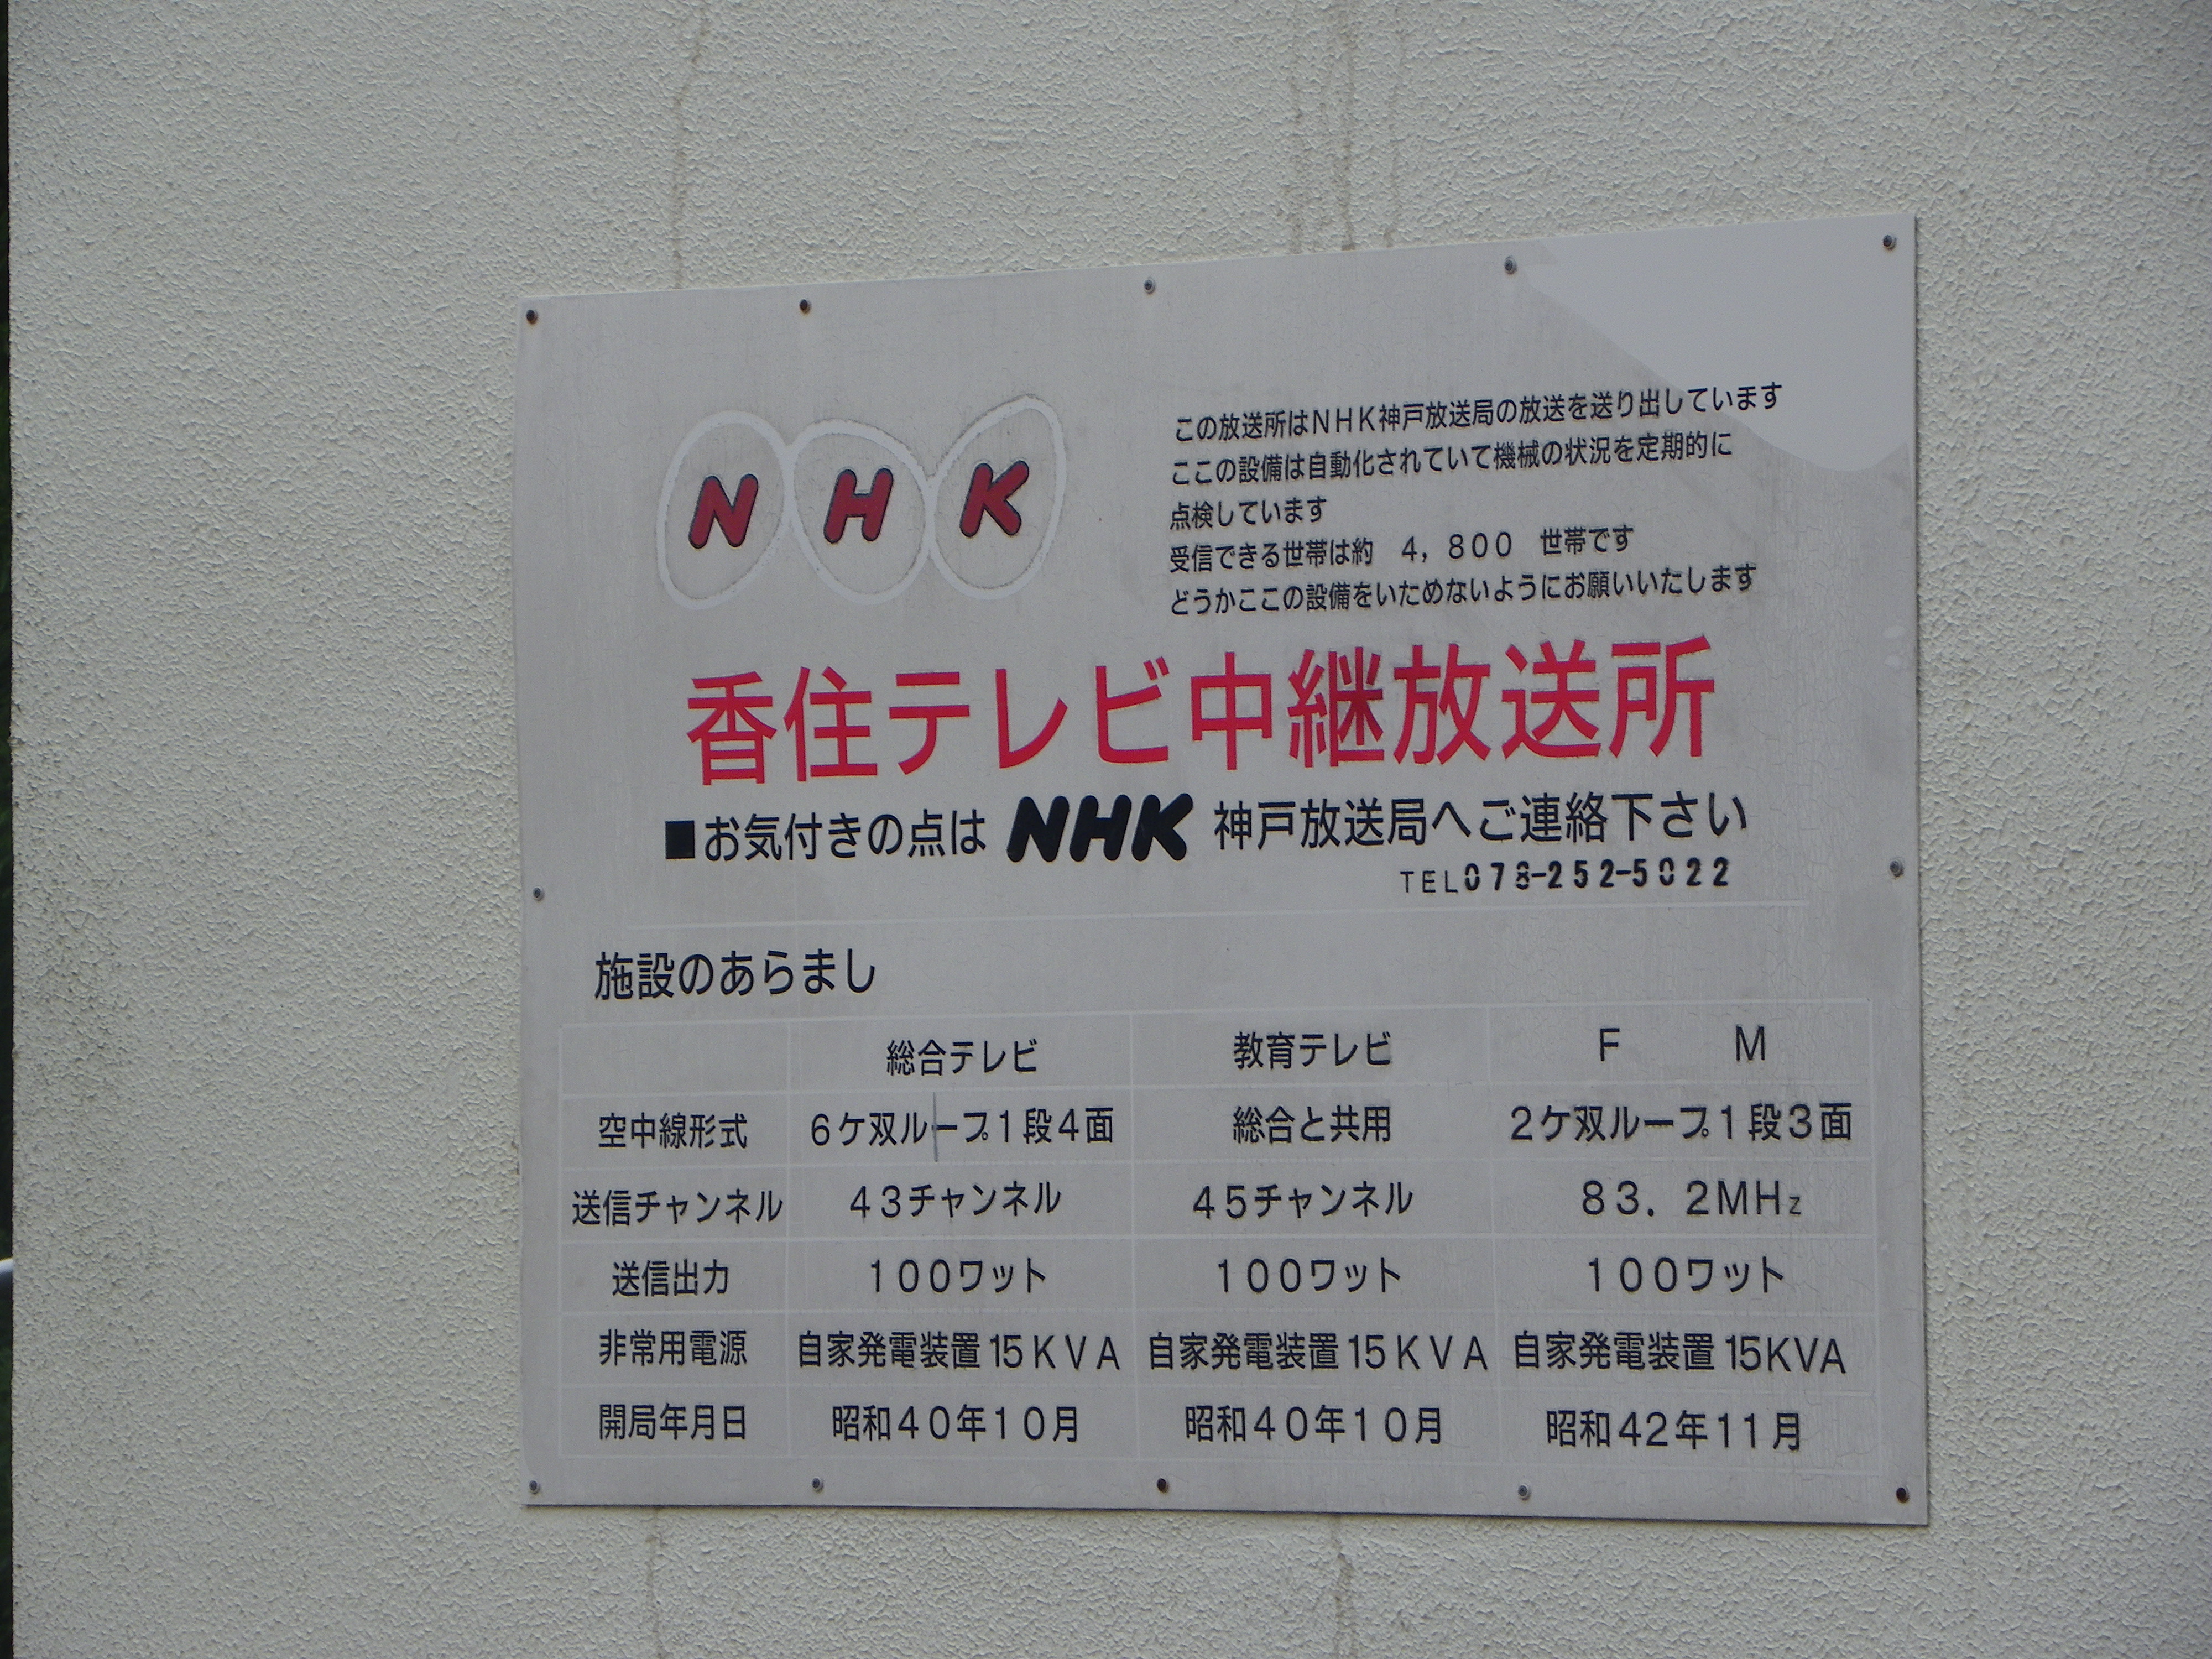 NHK
この放送所はNHK神戸放送局の放送を送り出しています
ここの設備は自動化されていて機械の状況を定期的に
点検しています
受信できる世帯は約 4,800 世帯です
どうかここの設備をいためないようにお願いいたします
香住テレビ中継放送所
■お気付きの点は NHK 神戸放送局へご連絡下さい
TEL078-252-5022
施設のあらまし
総合テレビ 教育テレビ F M
空中線形式 6ケ双ループ1段4面 総合と共用 2ケ双ループ1段3面
送信チャンネル 43チャンネル 45チャンネル 83.2MHz
送信出力 100ワット 100ワット 100ワット
非常用電源 自家発電装置15KVA 自家発電装置15KVA 自家発電装置15KVA
開局年月日 昭和40年10月 昭和40年10月 昭和42年11月